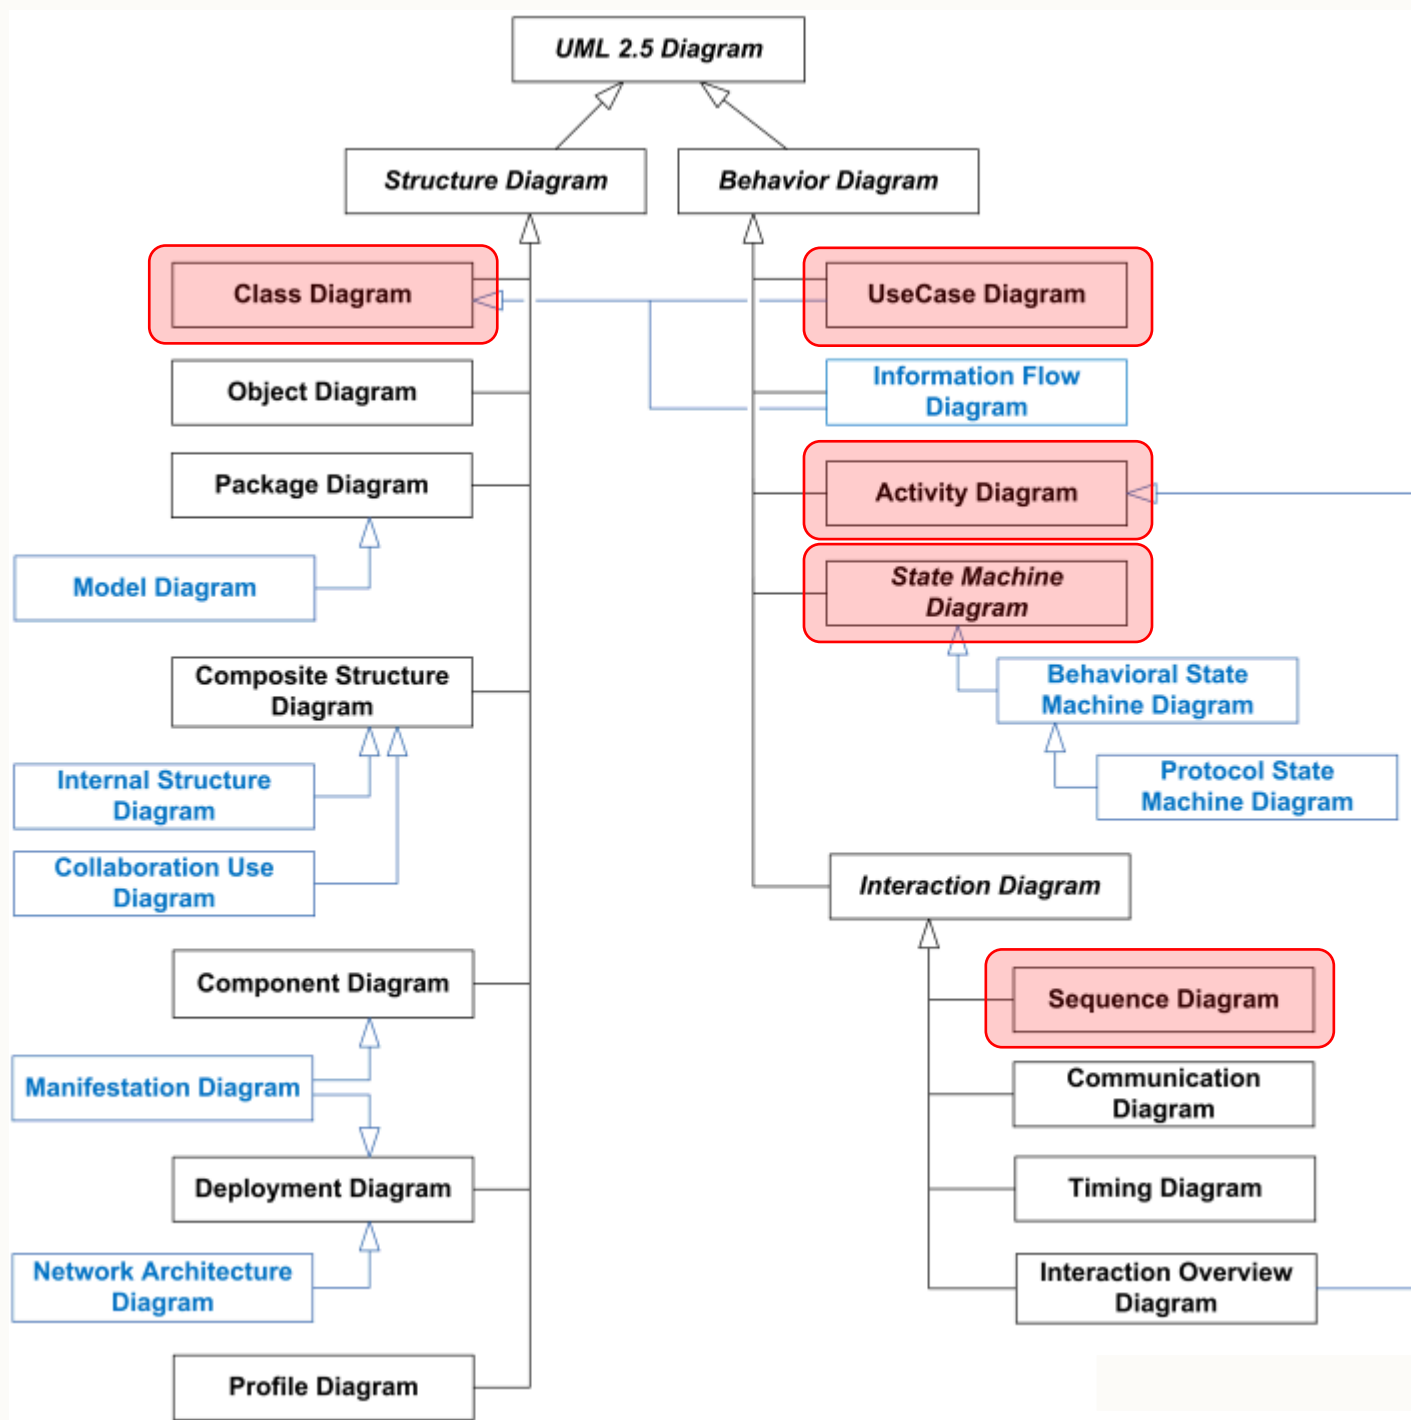 UML 2.5 Diagram
Structure Diagram
Behavior Diagram
Class Diagram
UseCase Diagram
Object Diagram
Information Flow
Diagram
Package Diagram
Activity Diagram
Model Diagram
State Machine
Diagram
Composite Structure
Diagram
Behavioral State
Machine Diagram
Internal Structure
Diagram
Protocol State
Machine Diagram
Collaboration Use
Diagram
Interaction Diagram
Component Diagram
Sequence Diagram
Manifestation Diagram
Communication
Diagram
Deployment Diagram
Timing Diagram
Network Architecture
Diagram
Interaction Overview
Diagram
Profile Diagram